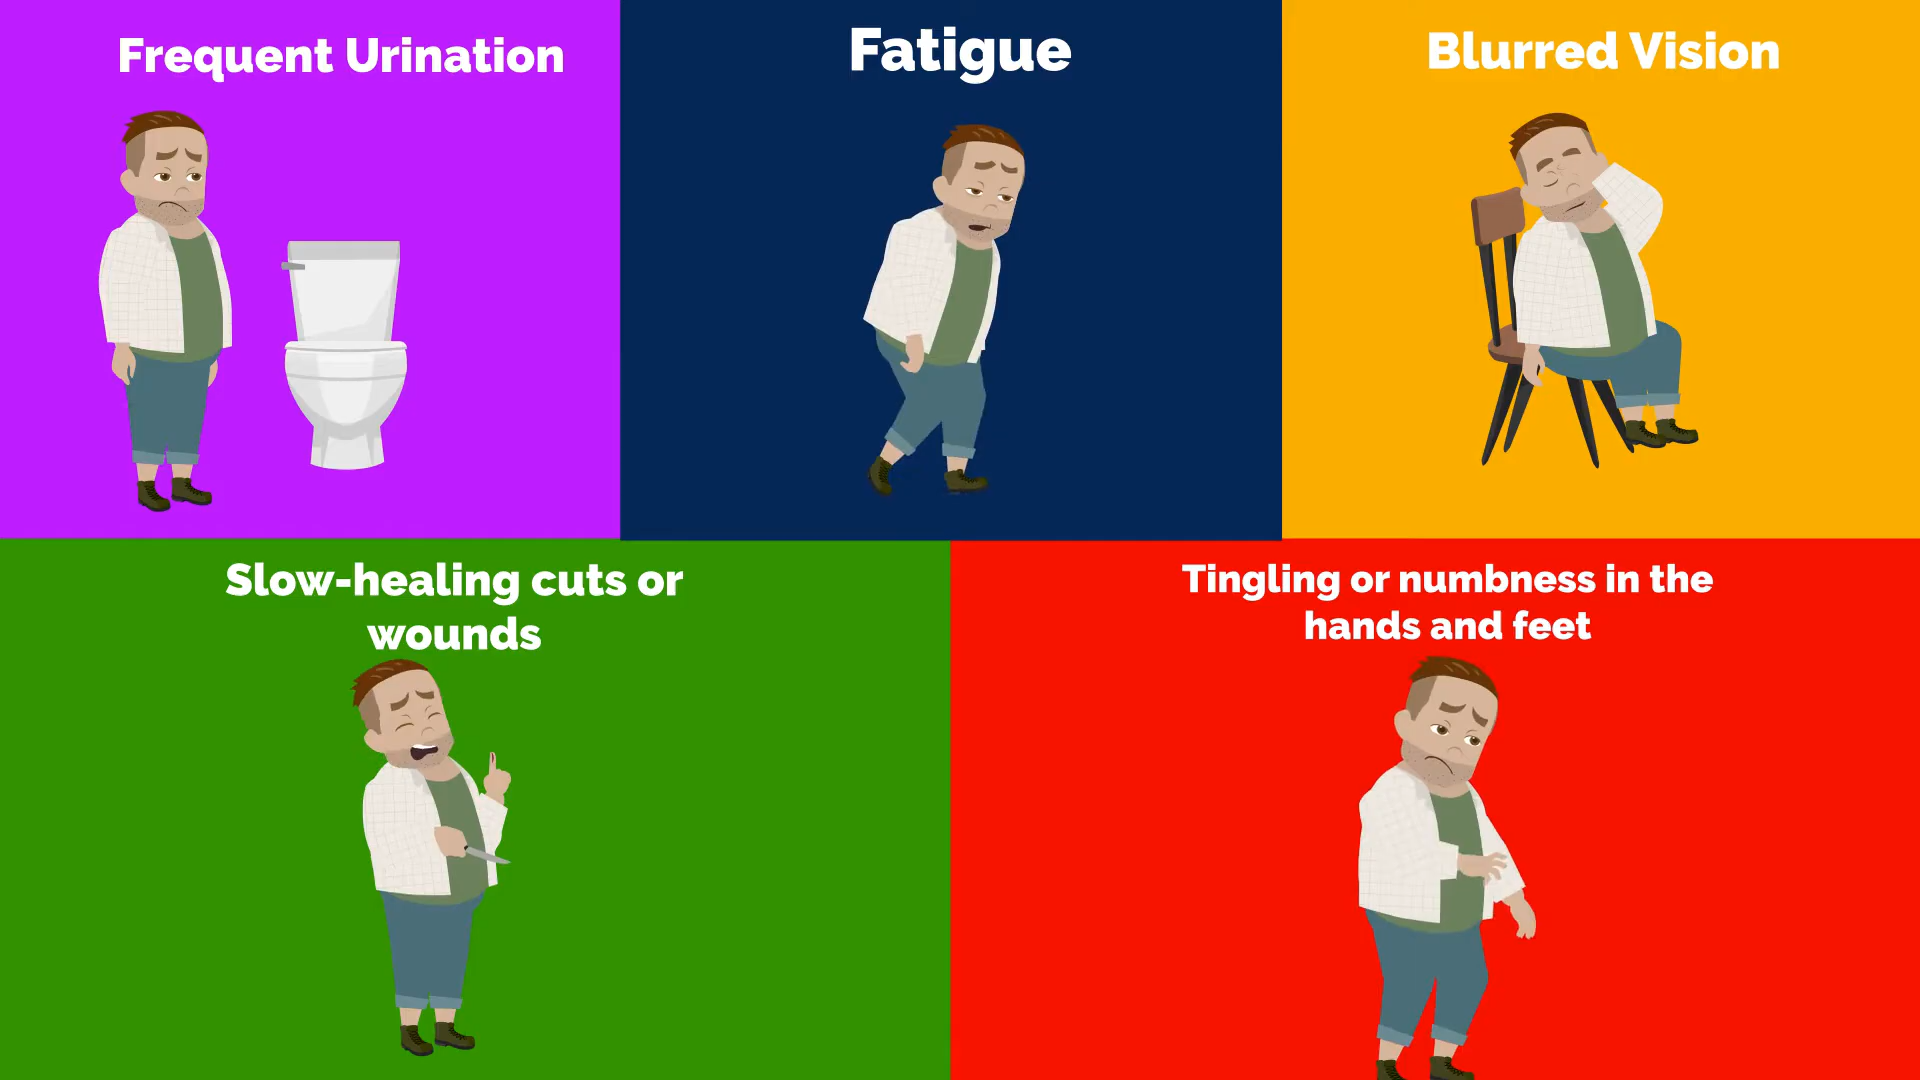 Frequent Urination
Fatigue
Blurred Vision
Slow-healing cuts or
wounds
Tingling or numbness in the
hands and feet